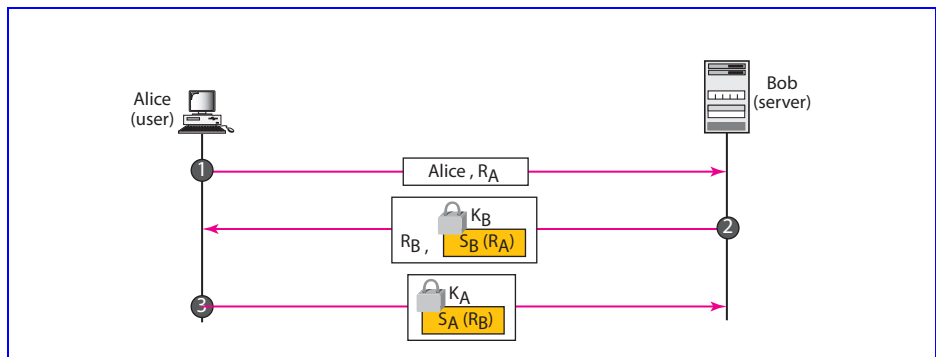 Alice
(user)
Bob
(server)
1
Alice , RA
KB
RB , SB (RA)
2
3
KA
SA (RB)